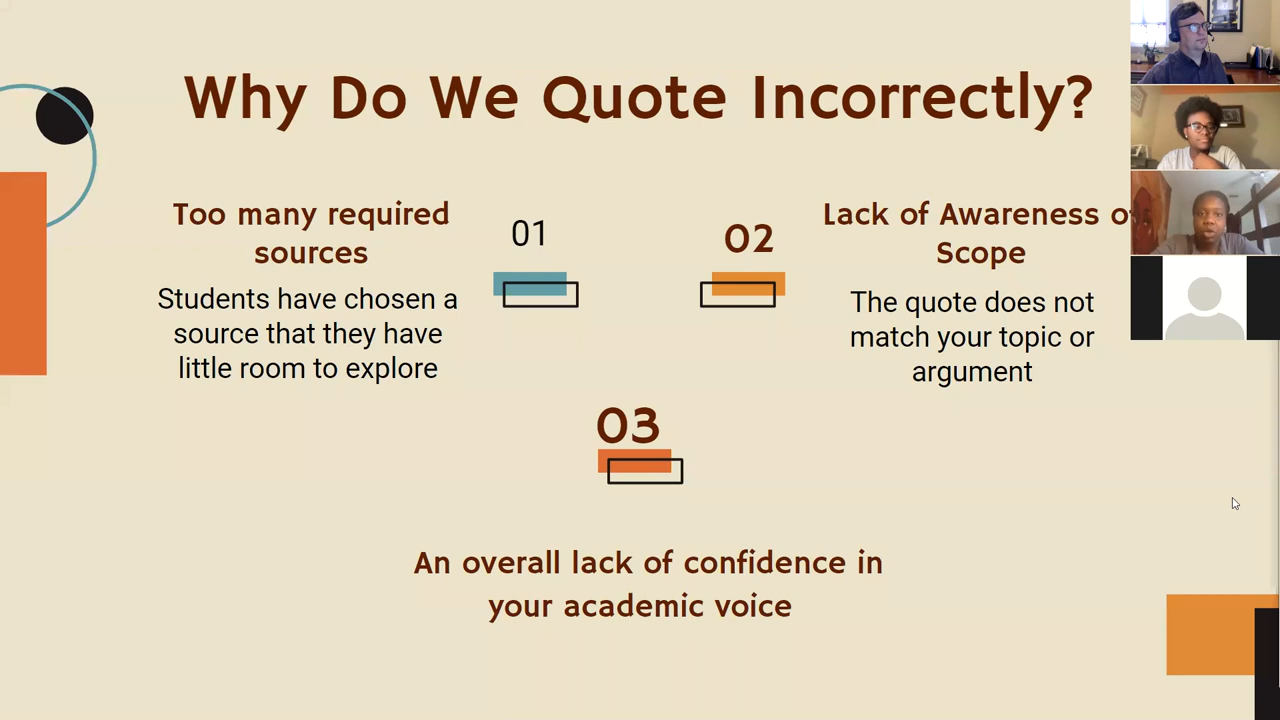 Why Do We Quote Incorrectly?
Too many required
sources
Students have chosen a
source that they have
little room to explore
01
02
Lack of Awareness of
Scope
The quote does not
match your topic or
argument
03
An overall lack of confidence in
your academic voice